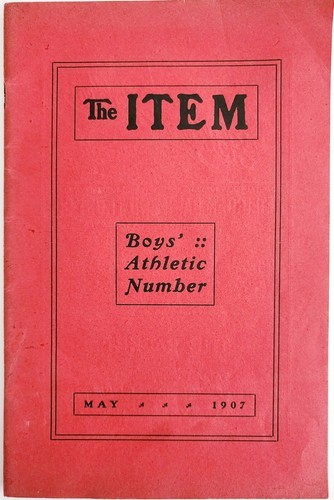 The ITEM
Boys' ::
Athletic
Number
MAY 1907